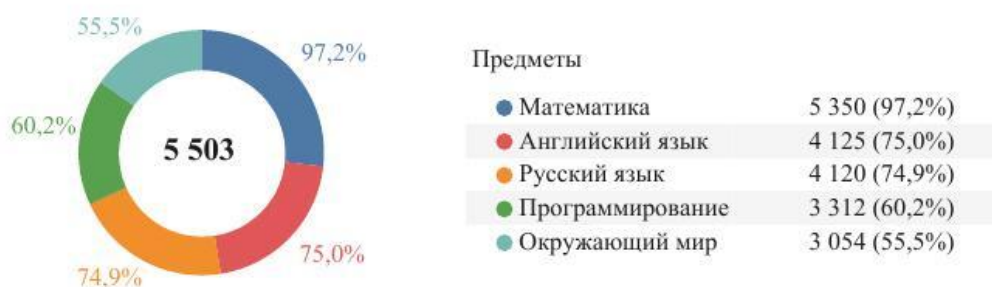 55,5%
97,2%
60,2%
5 503
75,0%
74,9%
Предметы
Математика 5 350 (97,2%)
Английский язык 4 125 (75,0%)
Русский язык 4 120 (74,9%)
Программирование 3 312 (60,2%)
Окружающий мир 3 054 (55,5%)